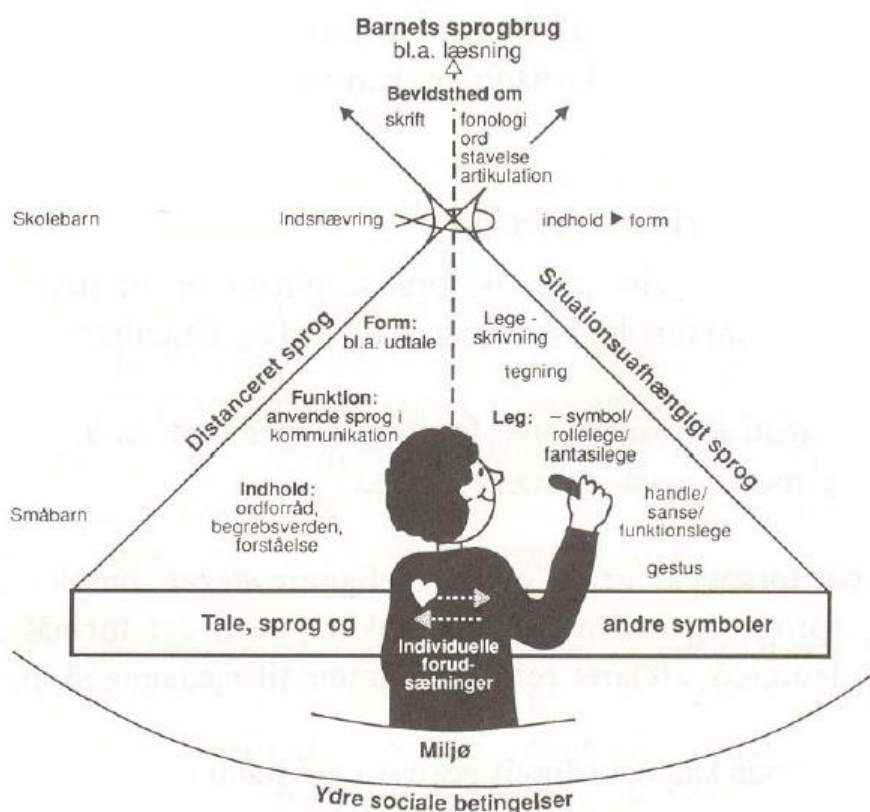 Barnets sprogbrug
bl.a. læsning
Bevidsthed om
skrift
fonologi
ord
stavelse
artikulation
Skolebarn
Indsnævring
indhold ▶ form
Distanceret sprog
Situationsuafhængigt sprog
Form:
bl.a. udtale
Lege-
skrivning
tegning
Funktion:
anvende sprog i
kommunikation
Leg: – symbol/
rollelege/
fantasilege
Småbarn
Indhold:
ordforråd,
begrebsverden,
forståelse
handle/
sanse/
funktionslege
gestus
Tale, sprog og
andre symboler
Individuelle
forud-
sætninger
Miljø
Ydre sociale betingelser